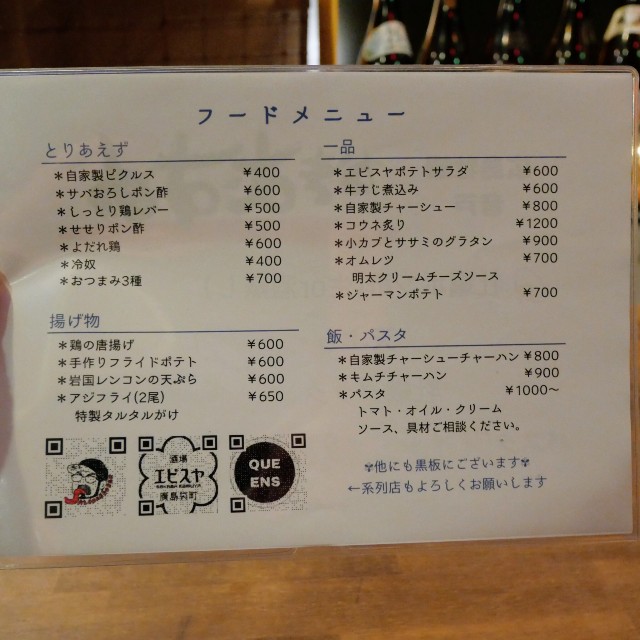 フードメニュー
とりあえず
*自家製ピクルス ¥400
*サバおろしポン酢 ¥600
*しっとり鶏レバー ¥500
*せせりポン酢 ¥500
*よだれ鶏 ¥600
*冷奴 ¥400
*おつまみ3種 ¥700
揚げ物
*鶏の唐揚げ ¥600
*手作りフライドポテト ¥600
*岩国レンコンの天ぷら ¥600
*アジフライ(2尾) ¥650
特製タルタルがけ
酒場
エビスヤ
廣島袋町
QUE
ENS
一品
*エビスヤポテトサラダ ¥600
*牛すじ煮込み ¥600
*自家製チャーシュー ¥800
*コウネ炙り ¥1200
*小カブとササミのグラタン ¥900
*オムレツ ¥700
明太クリームチーズソース
*ジャーマンポテト ¥700
飯・パスタ
*自家製チャーシューチャーハン ¥800
*キムチチャーハン ¥900
*パスタ ¥1000〜
トマト・オイル・クリーム
ソース、具材ご相談ください。
✾他にも黒板にございます✾
←系列店もよろしくお願いします